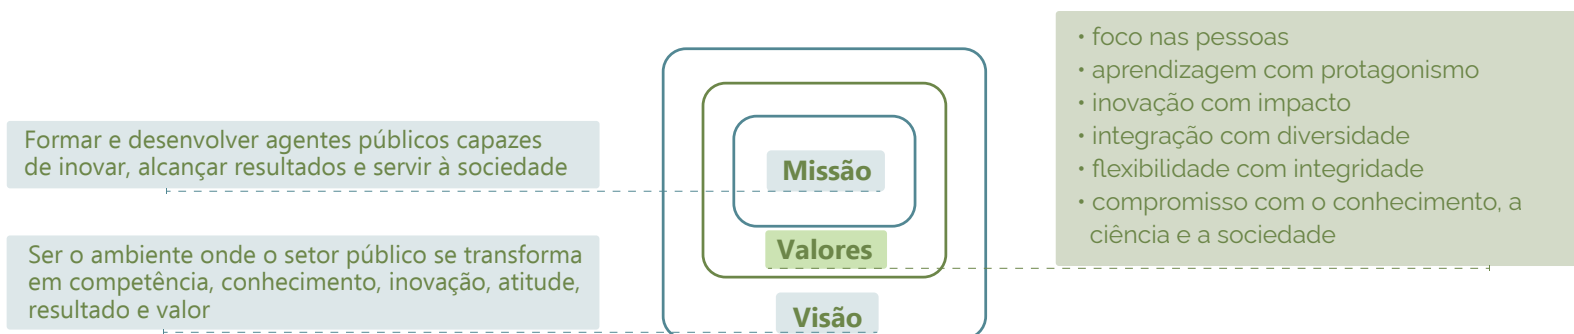 Formar e desenvolver agentes públicos capazes
de inovar, alcançar resultados e servir à sociedade
Ser o ambiente onde o setor público se transforma
em competência, conhecimento, inovação, atitude,
resultado e valor
Missão
Valores
Visão
• foco nas pessoas
• aprendizagem com protagonismo
• inovação com impacto
• integração com diversidade
• flexibilidade com integridade
• compromisso com o conhecimento, a
ciência e a sociedade